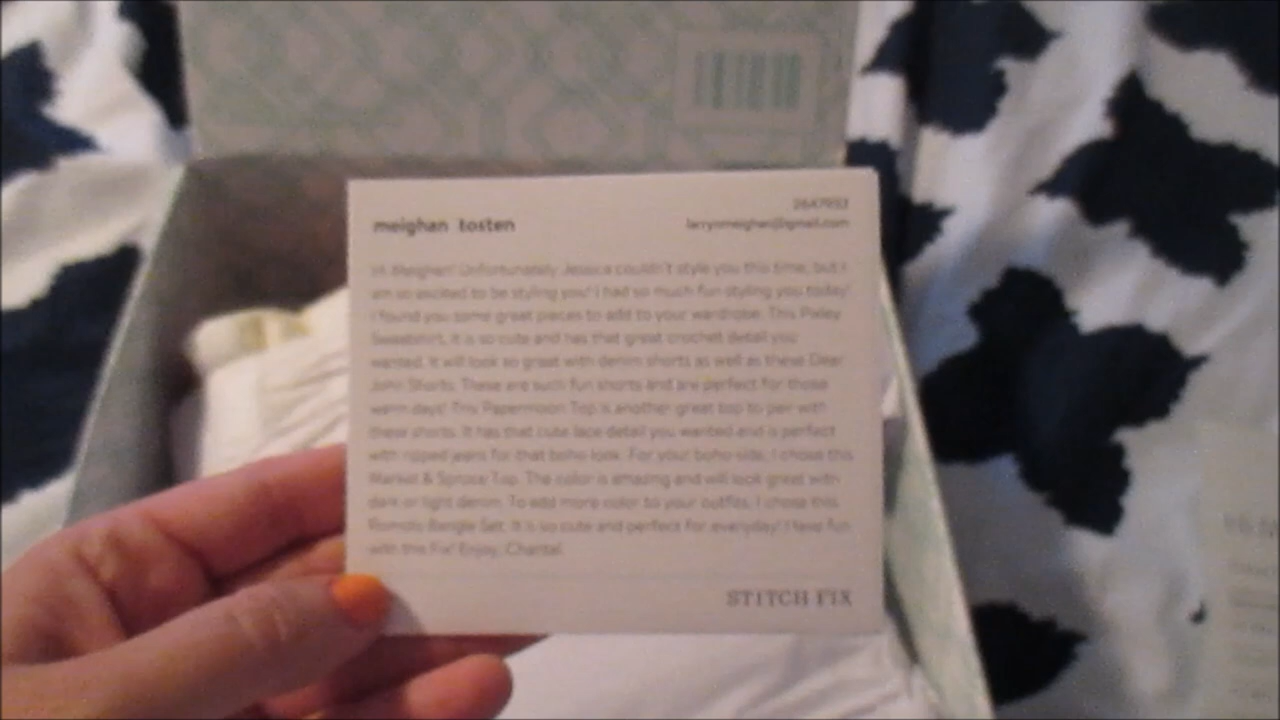 meighan tosten
larrysmeighan@gmail.com
Hi Meighan! Unfortunately Jessica couldn't style you this time, but I
am so excited to be styling you! I had so much fun styling you today!
I found you some great pieces to add to your wardrobe. This Pixley
Sweatshirt, it is so cute and has that great crochet detail you
wanted. It will look so great with denim shorts as well as these Dear
John Shorts. These are such fun shorts and are perfect for those
warm days! This Papermoon Top is another great top to pair with
these shorts. It has that cute lace detail you wanted and is perfect
with ripped jeans for that boho look. For your boho side, I chose this
Market & Spruce Top. The color is amazing and will look great with
dark or light denim. To add more color to your outfits, I chose this
Romolo Bangle Set. It is so cute and perfect for everyday! Have fun
with this Fix! Enjoy, Chantal
STITCH FIX